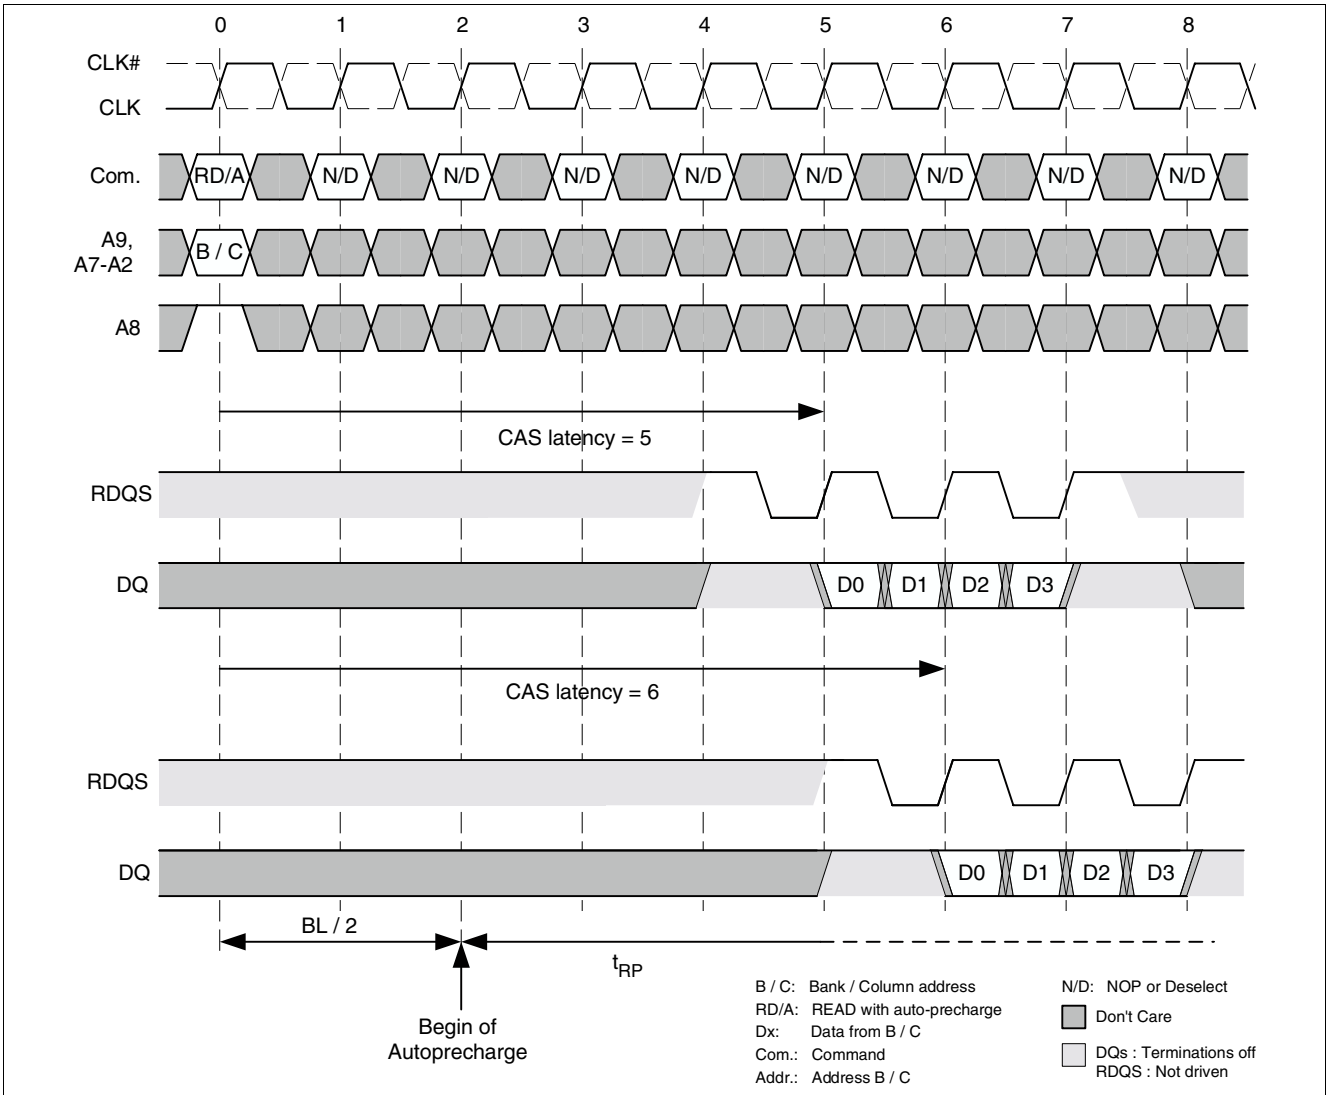 0 1 2 3 4 5 6 7 8
CLK#
CLK
Com. RD/A N/D N/D N/D N/D N/D N/D N/D N/D
A9,
A7-A2
B / C
A8
CAS latency = 5
RDQS
DQ D0 D1 D2 D3
CAS latency = 6
RDQS
DQ D0 D1 D2 D3
BL / 2
tRP
Begin of
Autoprecharge
B / C: Bank / Column address
RD/A: READ with auto-precharge
Dx: Data from B / C
Com.: Command
Addr.: Address B / C
N/D: NOP or Deselect
Don't Care
DQs : Terminations off
RDQS : Not driven